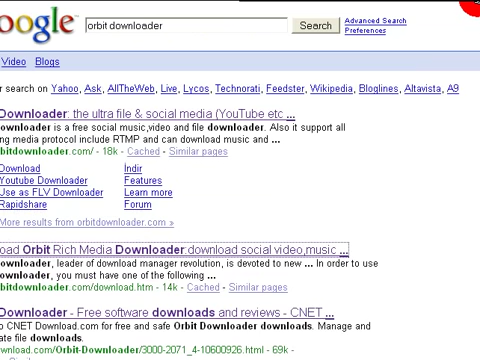 oogle
orbit downloader Search Advanced Search
Preferences
Video Blogs
r search on Yahoo, Ask, AllTheWeb, Live, Lycos, Technorati, Feedster, Wikipedia, Bloglines, Altavista, A9
Downloader: the ultra file & social media (YouTube etc ...
ownloader is a free social music,video and file downloader. Also it support all
ng media protocol include RTMP and can download music and ...
rbitdownloader.com/ - 18k - Cached - Similar pages
Download İndir
Youtube Downloader Features
Use as FLV Downloader Learn more
Rapidshare Forum
More results from orbitdownloader.com »
load Orbit Rich Media Downloader:download social video,music ...
ownloader, leader of download manager revolution, is devoted to new ... In order to use
ownloader, you must have one of the following ...
rbitdownloader.com/download.htm - 14k - Cached - Similar pages
Downloader - Free software downloads and reviews - CNET ...
o CNET Download.com for free and safe Orbit Downloader downloads. Manage and
ate file downloads.
wnload.com/Orbit-Downloader/3000-2071_4-10600926.html - 69k -